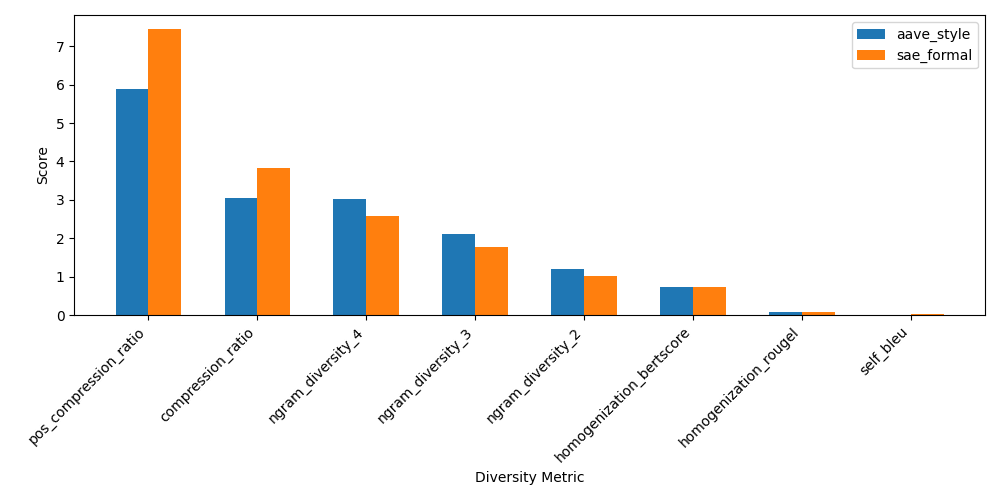 aave_style
sae_formal
Score
7
6
5
4
3
2
1
0
pos_compression_ratio
compression_ratio
ngram_diversity_4
ngram_diversity_3
ngram_diversity_2
homogenization_bertscore
homogenization_rougel
self_bleu
Diversity Metric